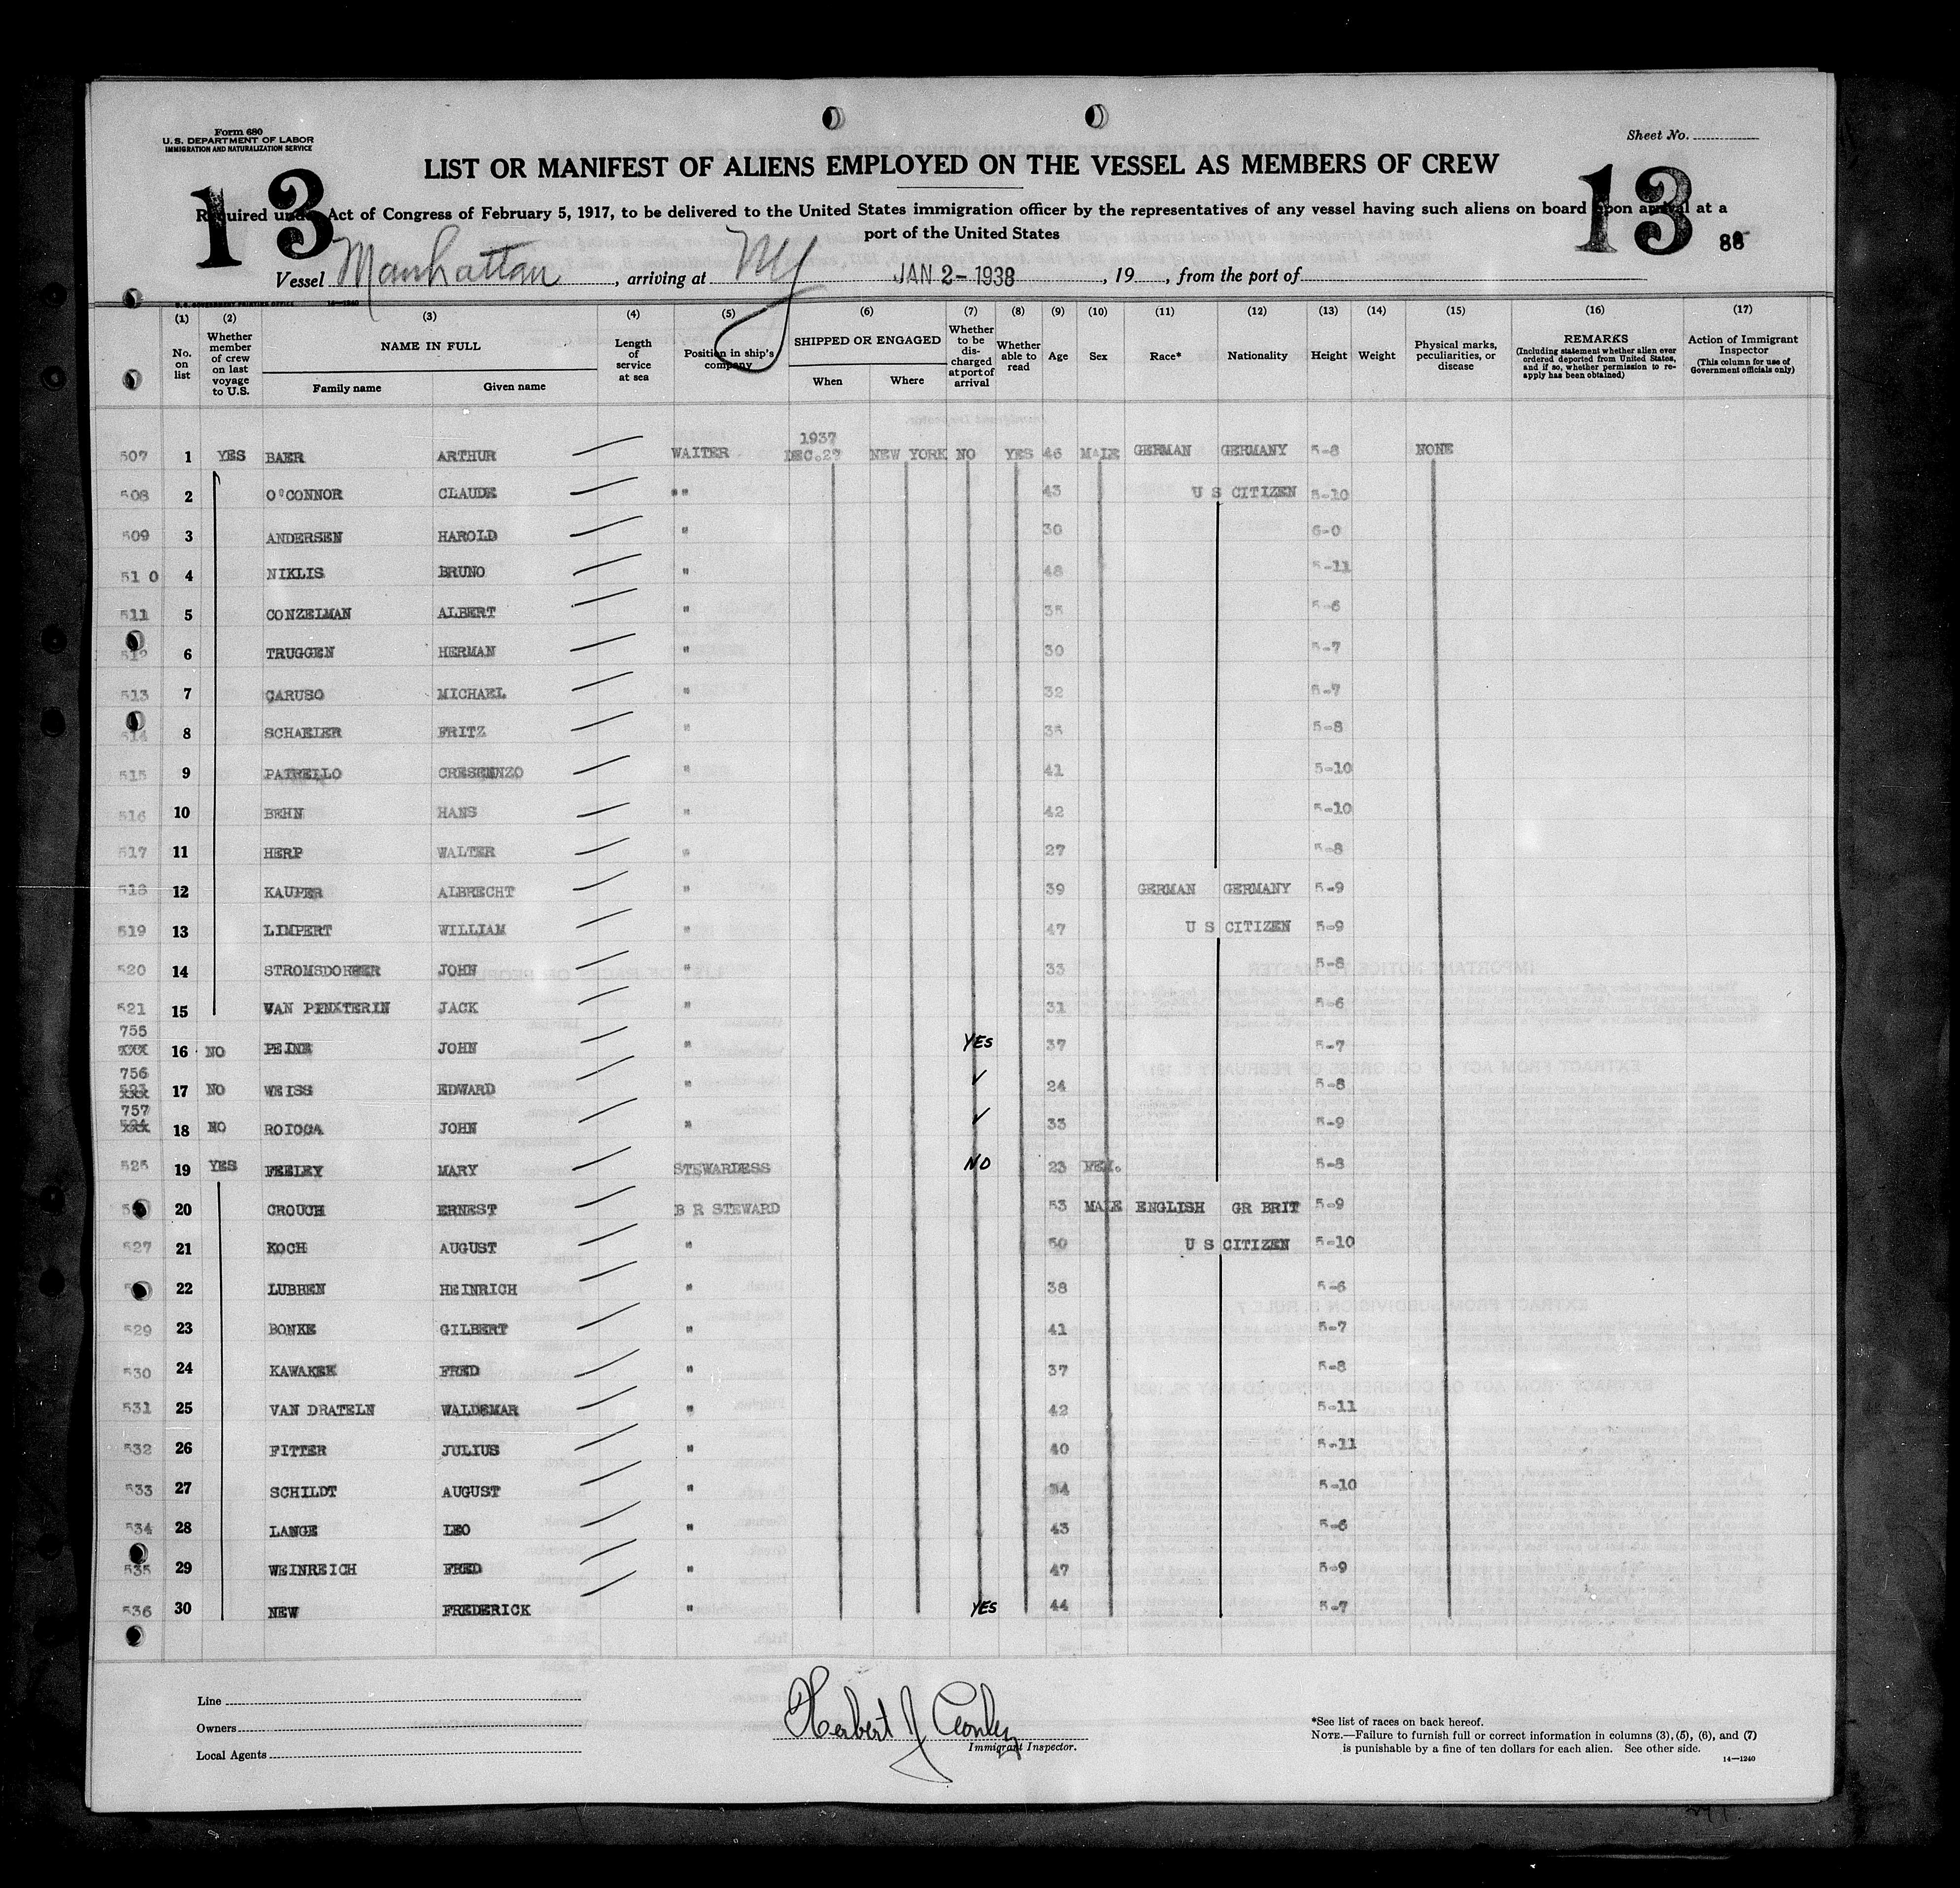 Form 680
U. S. DEPARTMENT OF LABOR
IMMIGRATION AND NATURALIZATION SERVICE
Sheet No.
LIST OR MANIFEST OF ALIENS EMPLOYED ON THE VESSEL AS MEMBERS OF CREW
13 13
Required under Act of Congress of February 5, 1917, to be delivered to the United States immigration officer by the representatives of any vessel having such aliens on board upon arrival at a
port of the United States
Vessel Manhattan, arriving at NY JAN 2-1938, 19, from the port of
(1) (2) (3) (4) (5) (6) (7) (8) (9) (10) (11) (12) (13) (14) (15) (16) (17)
No. on list
Whether member of crew on last voyage to U.S.
NAME IN FULL
Family name Given name
Length of service at sea
Position in ship's company
SHIPPED OR ENGAGED
When Where
Whether to be discharged at port of arrival
Whether able to read
Age
Sex
Race*
Nationality
Height
Weight
Physical marks, peculiarities, or disease
REMARKS
(Including statement whether alien ever ordered deported from United States, and if so, whether permission to reapply has been obtained)
Action of Immigrant Inspector
(This column for use of Government officials only)
1937
507 1 YES BAER ARTHUR WAITER DEC.27 NEW YORK NO YES 46 MALE GERMAN GERMANY 5-8 NONE
508 2 O'CONNOR CLAUDE "" 43 U S CITIZEN 5-10
509 3 ANDERSEN HAROLD " 30 6-0
51 0 4 NIKLIS BRUNO " 48 5-11
511 5 CONZELMAN ALBERT " 35 5-6
512 6 TRUGGEN HERMAN " 30 5-7
513 7 CARUSO MICHAEL " 32 5-7
514 8 SCHAEIER FRITZ " 35 5-8
515 9 PATRELLO CRESENNZO " 41 5-10
516 10 BEHN HANS " 42 5-10
517 11 HERP WALTER " 27 5-8
518 12 KAUPER ALBRECHT " 39 GERMAN GERMANY 5-9
519 13 LIMPERT WILLIAM " 47 U S CITIZEN 5-9
520 14 STROMSDORGER JOHN " 33 5-8
521 15 VAN PENXTERIN JACK " 31 5-6
755
16 NO PEINE JOHN " YES 37 5-7
756
523 17 NO WEISS EDWARD " ✓ 24 5-8
757
524 18 NO ROIOCA JOHN " ✓ 33 5-9
525 19 YES FEELEY MARY STEWARDESS NO 23 FEM. 5-8
20 CROUCH ERNEST B R STEWARD 53 MALE ENGLISH GR BRIT 5-9
527 21 KOCH AUGUST " 50 U S CITIZEN 5-10
22 LUBBEN HEINRICH " 38 5-6
529 23 BONKE GILBERT " 41 5-7
530 24 KAWAKEK FRED " 37 5-8
531 25 VAN DRATELN WALDEMAR " 42 5-11
532 26 FITTER JULIUS " 40 5-11
533 27 SCHILDT AUGUST " 34 5-10
534 28 LANGE LEO " 43 5-6
535 29 WEINREICH FRED " 47 5-9
536 30 NEW FREDERICK " YES 44 5-7
Line
Owners
Local Agents
Herbert J Conley
Immigrant Inspector.
*See list of races on back hereof.
NOTE.—Failure to furnish full or correct information in columns (3), (5), (6), and (7)
is punishable by a fine of ten dollars for each alien. See other side.
14—1240